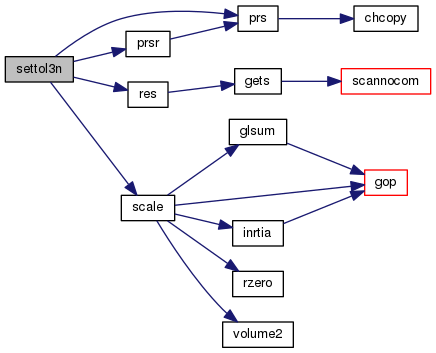 prs
chcopy
prsr
settol3n
gets
scannocom
res
glsum
gop
scale
inrtia
rzero
volume2